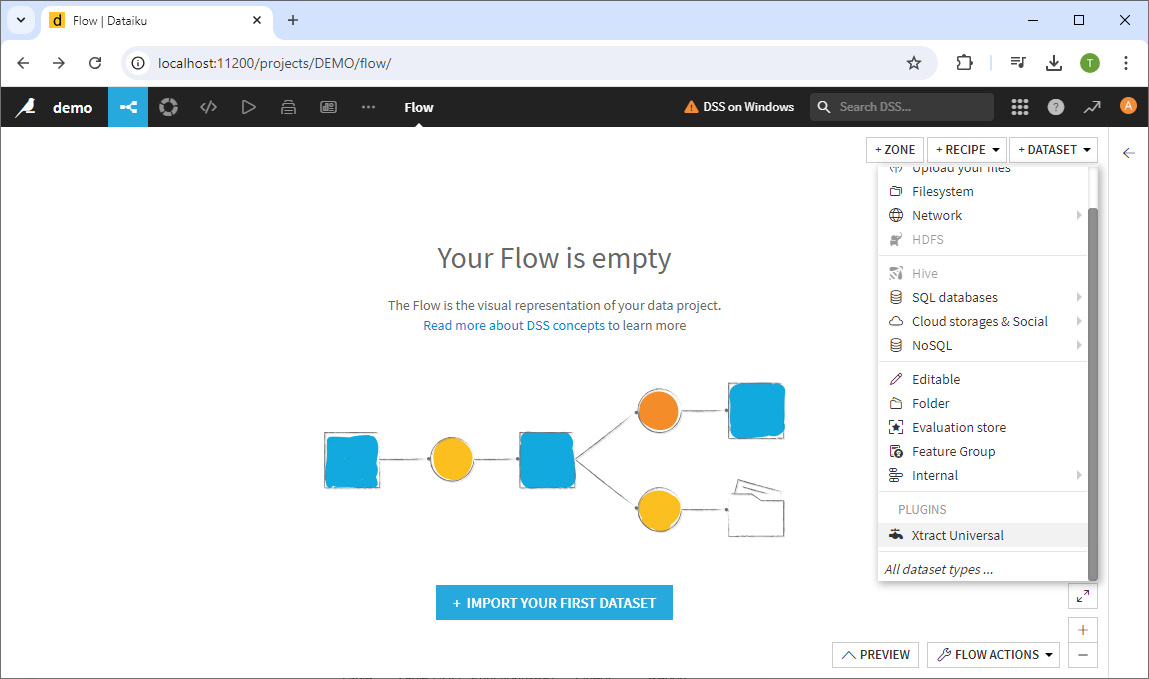 Flow | Dataiku
localhost:11200/projects/DEMO/flow/
T
demo
Flow
DSS on Windows
Search DSS...
A
+ ZONE
+ RECIPE
+ DATASET
Upload your files
Filesystem
Network
HDFS
Hive
SQL databases
Cloud storages & Social
NoSQL
Editable
Folder
Evaluation store
Feature Group
Internal
PLUGINS
Xtract Universal
All dataset types ...
Your Flow is empty
The Flow is the visual representation of your data project.
Read more about DSS concepts to learn more
+ IMPORT YOUR FIRST DATASET
PREVIEW
FLOW ACTIONS